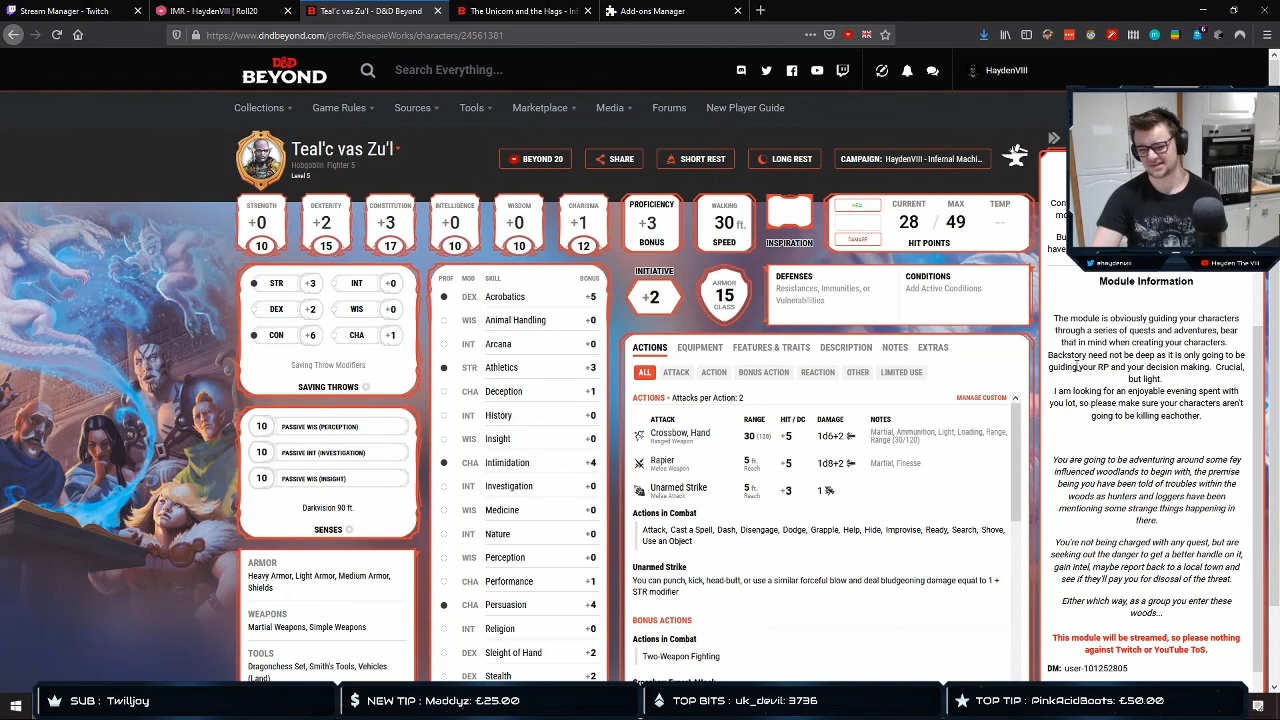 Stream Manager - Twitch
IMR - HaydenVIII | Roll20
Teal'c vas Zu'l - D&D Beyond
The Unicorn and the Hags - Inf
Add-ons Manager
https://www.dndbeyond.com/profile/SheepieWorks/characters/24561381
D&D
BEYOND
Search Everything...
HaydenVIII
Collections
Game Rules
Sources
Tools
Marketplace
Media
Forums
New Player Guide
Teal'c vas Zu'l
Hobgoblin Fighter 5
Level 5
BEYOND 20
SHARE
SHORT REST
LONG REST
CAMPAIGN: HaydenVIII - Infernal Machi...
STRENGTH
+0
10
DEXTERITY
+2
15
CONSTITUTION
+3
17
INTELLIGENCE
+0
10
WISDOM
+0
10
CHARISMA
+1
12
PROFICIENCY
+3
BONUS
WALKING
30 ft.
SPEED
INSPIRATION
HEAL
DAMAGE
CURRENT
28
/
MAX
49
TEMP
--
HIT POINTS
STR +3
INT +0
DEX +2
WIS +0
CON +6
CHA +1
Saving Throw Modifiers
SAVING THROWS
10 PASSIVE WIS (PERCEPTION)
10 PASSIVE INT (INVESTIGATION)
10 PASSIVE WIS (INSIGHT)
Darkvision 90 ft.
SENSES
ARMOR
Heavy Armor, Light Armor, Medium Armor,
Shields
WEAPONS
Martial Weapons, Simple Weapons
TOOLS
Dragonchess Set, Smith's Tools, Vehicles
(Land)
PROF MOD SKILL BONUS
DEX Acrobatics +5
WIS Animal Handling +0
INT Arcana +0
STR Athletics +3
CHA Deception +1
INT History +0
WIS Insight +0
CHA Intimidation +4
INT Investigation +0
WIS Medicine +0
INT Nature +0
WIS Perception +0
CHA Performance +1
CHA Persuasion +4
INT Religion +0
DEX Sleight of Hand +2
DEX Stealth +2
INITIATIVE
+2
ARMOR
15
CLASS
DEFENSES
Resistances, Immunities, or
Vulnerabilities
CONDITIONS
Add Active Conditions
ACTIONS EQUIPMENT FEATURES & TRAITS DESCRIPTION NOTES EXTRAS
ALL ATTACK ACTION BONUS ACTION REACTION OTHER LIMITED USE
ACTIONS • Attacks per Action: 2
MANAGE CUSTOM
ATTACK RANGE HIT / DC DAMAGE NOTES
Crossbow, Hand 30 (120) +5 1d6+2 Martial, Ammunition, Light, Loading, Range,
Ranged Weapon Range (30/120)
Rapier 5 ft. +5 1d8+2 Martial, Finesse
Melee Weapon Reach
Unarmed Strike 5 ft. +3 1
Melee Attack Reach
Actions in Combat
Attack, Cast a Spell, Dash, Disengage, Dodge, Grapple, Help, Hide, Improvise, Ready, Search, Shove,
Use an Object
Unarmed Strike
You can punch, kick, head-butt, or use a similar forceful blow and deal bludgeoning damage equal to 1 +
STR modifier
BONUS ACTIONS
Actions in Combat
Two-Weapon Fighting
@haydenviii
Hayden The VIII
Module Information
The module is obviously guiding your characters
through a series of quests and adventures, bear
that in mind when creating your characters.
Backstory need not be deep as it is only going to be
guiding your RP and your decision making. Crucial,
but light.
I am looking for an enjoyable evening spent with
you lot, so please make sure your characters aren't
going to be killing eachother.
You are going to be adventuring around some fey
influenced woodlands to begin with, the premise
being you have been told of troubles within the
woods as hunters and loggers have been
mentioning some strange things happening in
there.
You're not being charged with any quest, but are
seeking out the danger to get a better handle on it,
gain intel, maybe report back to a local town and
see if they'll pay you for disosal of the threat.
Either which way, as a group you enter these
woods...
This module will be streamed, so please nothing
against Twitch or YouTube ToS.
DM: user-101252805
SUB : Twilljoy
NEW TIP : Maddyz: £25.00
TOP BITS : uk_devil: 3736
TOP TIP : PinkAcidBoots: £50.00